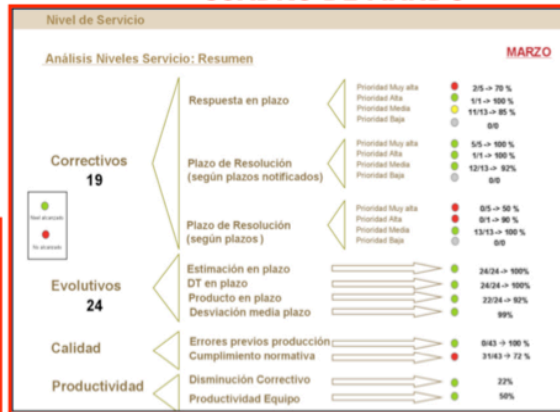 Nivel de Servicio
Análisis Niveles Servicio: Resumen
MARZO
Correctivos
19
Respuesta en plazo
Prioridad Muy alta 2/5 -> 70 %
Prioridad Alta 1/1 -> 100 %
Prioridad Media 11/13 -> 85 %
Prioridad Baja 0/0
Plazo de Resolución
(según plazos notificados)
Prioridad Muy alta 5/5 -> 100 %
Prioridad Alta 1/1 -> 100 %
Prioridad Media 12/13 -> 92%
Prioridad Baja 0/0
Plazo de Resolución
(según plazos )
Prioridad Muy alta 0/5 -> 50 %
Prioridad Alta 0/1 -> 90 %
Prioridad Media 13/13 -> 100 %
Prioridad Baja 0/0
Nivel alcanzado
No alcanzado
Evolutivos
24
Estimación en plazo 24/24 -> 100%
DT en plazo 24/24 -> 100%
Producto en plazo 22/24 -> 92%
Desviación media plazo 99%
Calidad
Errores previos producción 0/43 → 100 %
Cumplimiento normativa 31/43 → 72 %
Productividad
Disminución Correctivo 22%
Productividad Equipo 50%